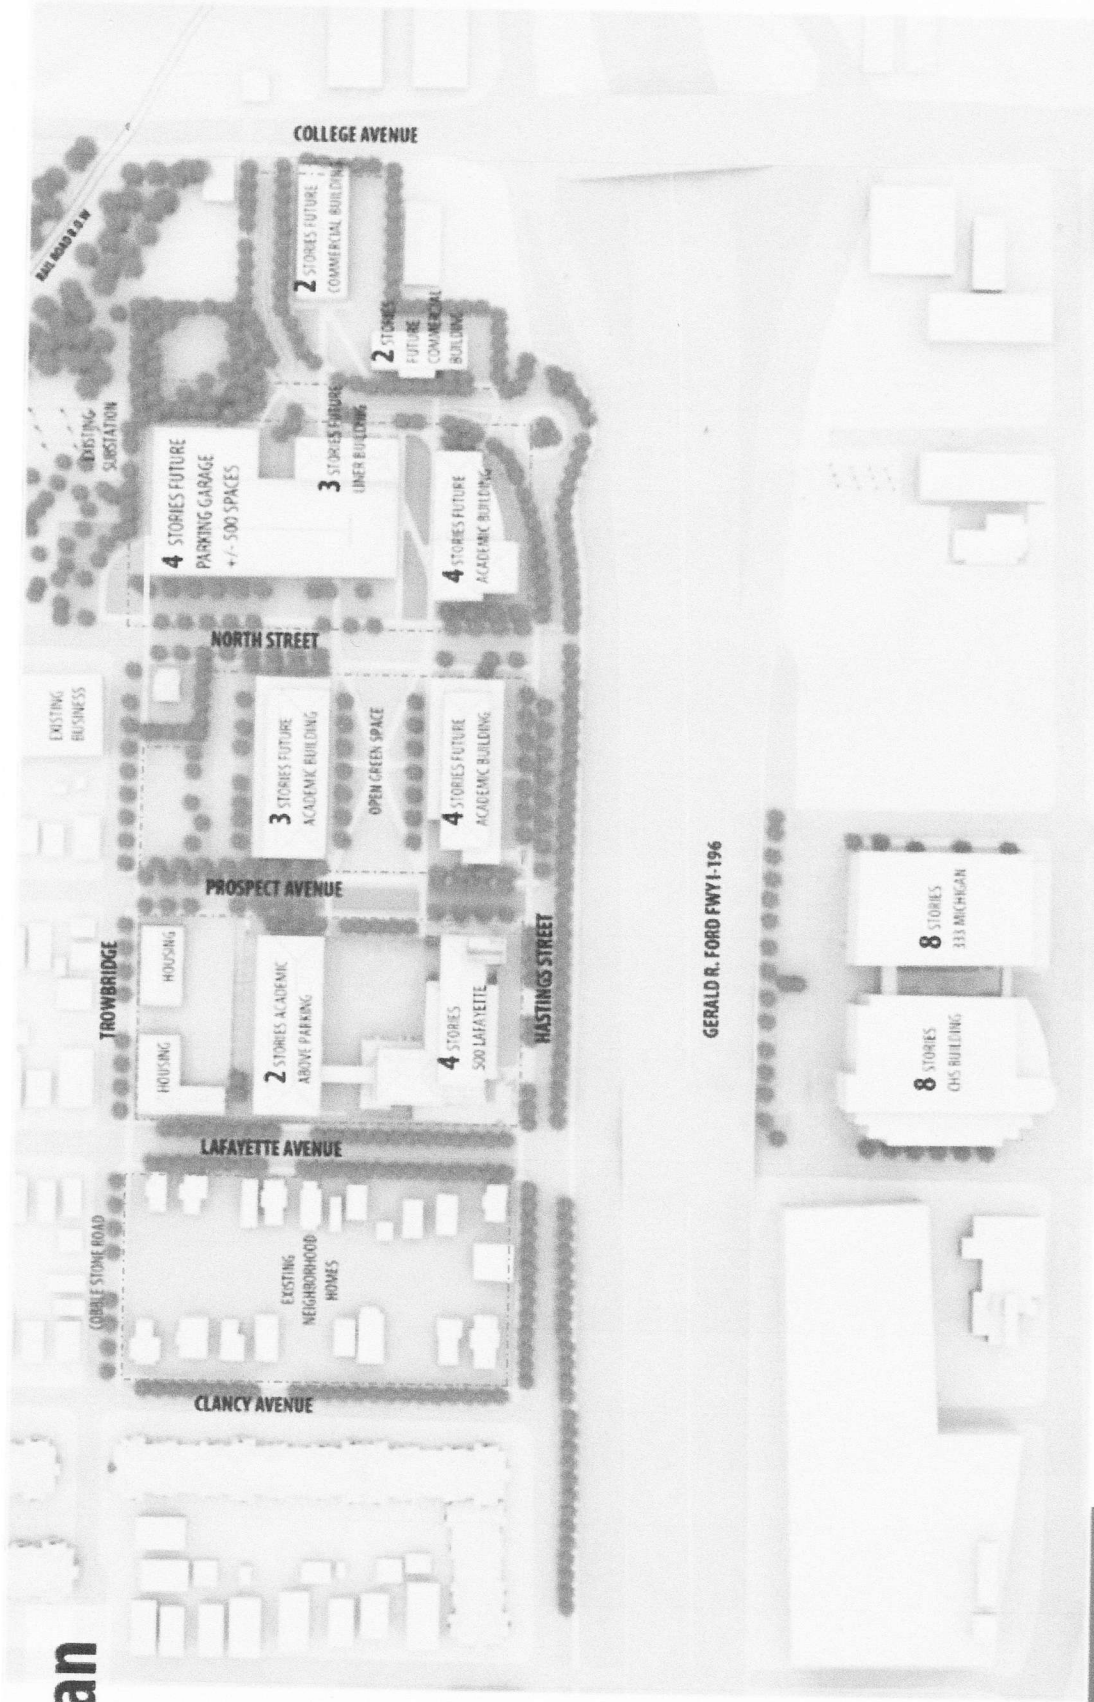 an
COBBLE STONE ROAD
TROWBRIDGE
EXISTING
BUSINESS
EXISTING
SUBSTATION
RAIL ROAD R.O.W
HOUSING
HOUSING
4 STORIES FUTURE
PARKING GARAGE
+/- 500 SPACES
CLANCY AVENUE
LAFAYETTE AVENUE
PROSPECT AVENUE
NORTH STREET
COLLEGE AVENUE
EXISTING
NEIGHBORHOOD
HOMES
2 STORIES ACADEMIC
ABOVE PARKING
3 STORIES FUTURE
ACADEMIC BUILDING
3 STORIES FUTURE
LINER BUILDING
2 STORIES FUTURE
COMMERCIAL BUILDING
OPEN GREEN SPACE
2 STORIES
FUTURE
COMMERCIAL
BUILDING
4 STORIES
500 LAFAYETTE
4 STORIES FUTURE
ACADEMIC BUILDING
4 STORIES FUTURE
ACADEMIC BUILDING
HASTINGS STREET
GERALD R. FORD FWY I-196
8 STORIES
CHS BUILDING
8 STORIES
333 MICHIGAN